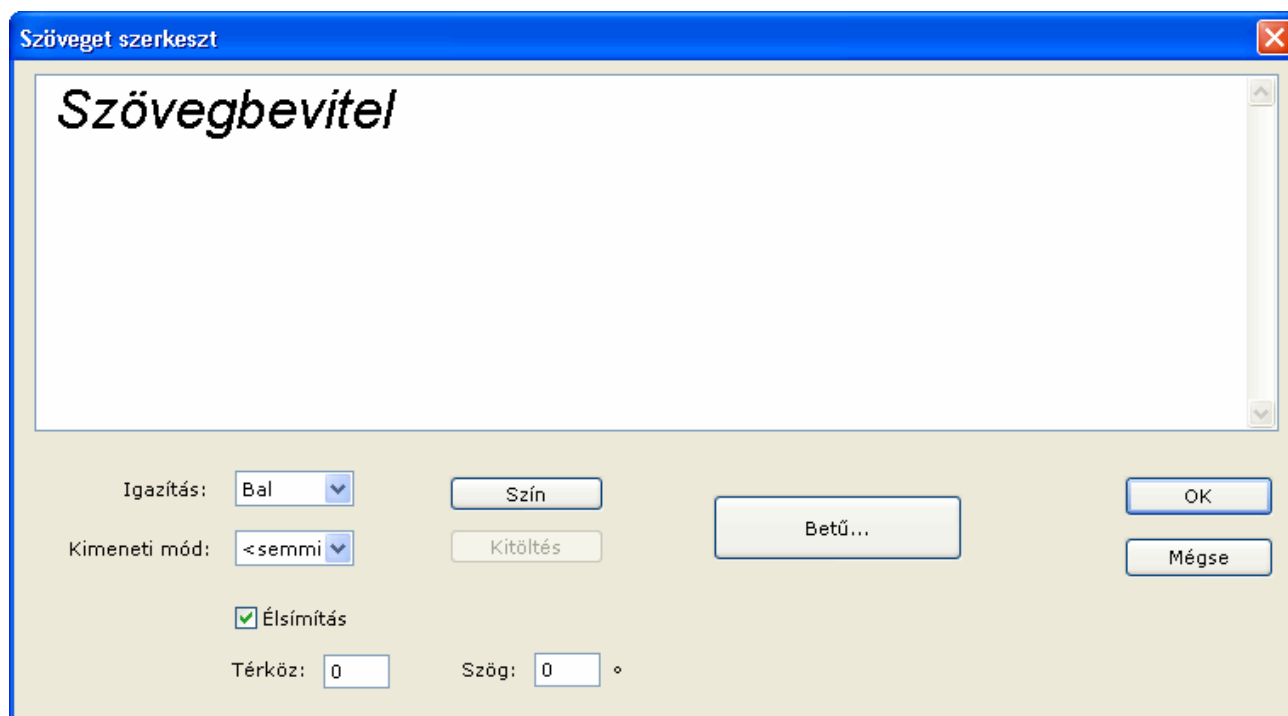 Szöveget szerkeszt
Szövegbevitel
Igazítás: Bal Szín OK
Kimeneti mód: <semmi Kitöltés Betű... Mégse
Élsímítás
Térköz: 0 Szög: 0 °